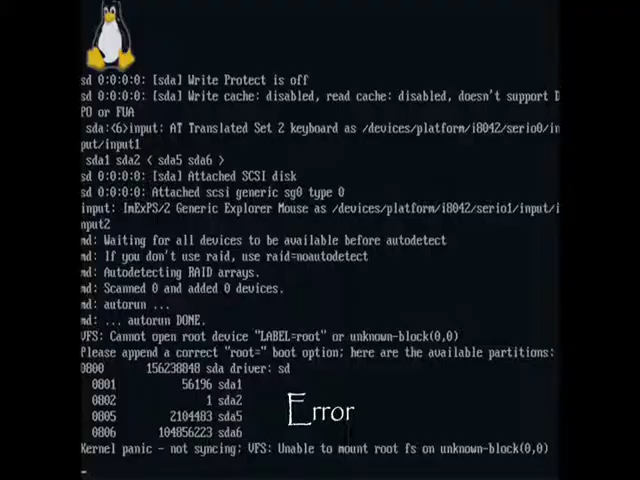 sd 0:0:0:0: [sda] Write Protect is off
sd 0:0:0:0: [sda] Write cache: disabled, read cache: disabled, doesn't support D
PO or FUA
sda:<6>input: AT Translated Set 2 keyboard as /devices/platform/i8042/serio0/in
put/input1
sda1 sda2 < sda5 sda6 >
sd 0:0:0:0: [sda] Attached SCSI disk
sd 0:0:0:0: Attached scsi generic sg0 type 0
input: ImExPS/2 Generic Explorer Mouse as /devices/platform/i8042/serio1/input/i
nput2
md: Waiting for all devices to be available before autodetect
md: If you don't use raid, use raid=noautodetect
md: Autodetecting RAID arrays.
md: Scanned 0 and added 0 devices.
md: autorun ...
md: ... autorun DONE.
VFS: Cannot open root device "LABEL=root" or unknown-block(0,0)
Please append a correct "root=" boot option; here are the available partitions:
0800 156238848 sda driver: sd
0801 56196 sda1
0802 1 sda2
0805 2104483 sda5
0806 104856223 sda6
Error
Kernel panic - not syncing: VFS: Unable to mount root fs on unknown-block(0,0)